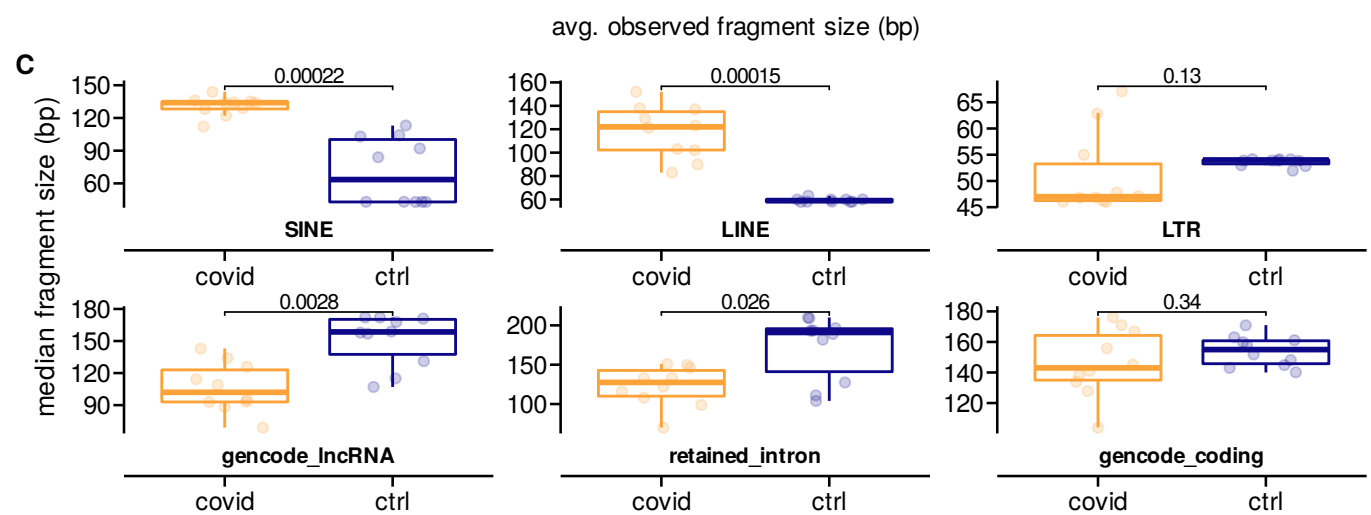 avg. observed fragment size (bp)
C
median fragment size (bp)
0.00022
150
120
90
60
SINE
covid ctrl
0.00015
160
140
120
100
80
60
LINE
covid ctrl
0.13
65
60
55
50
45
LTR
covid ctrl
0.0028
180
150
120
90
gencode_lncRNA
covid ctrl
0.026
200
150
100
retained_intron
covid ctrl
0.34
180
160
140
120
gencode_coding
covid ctrl